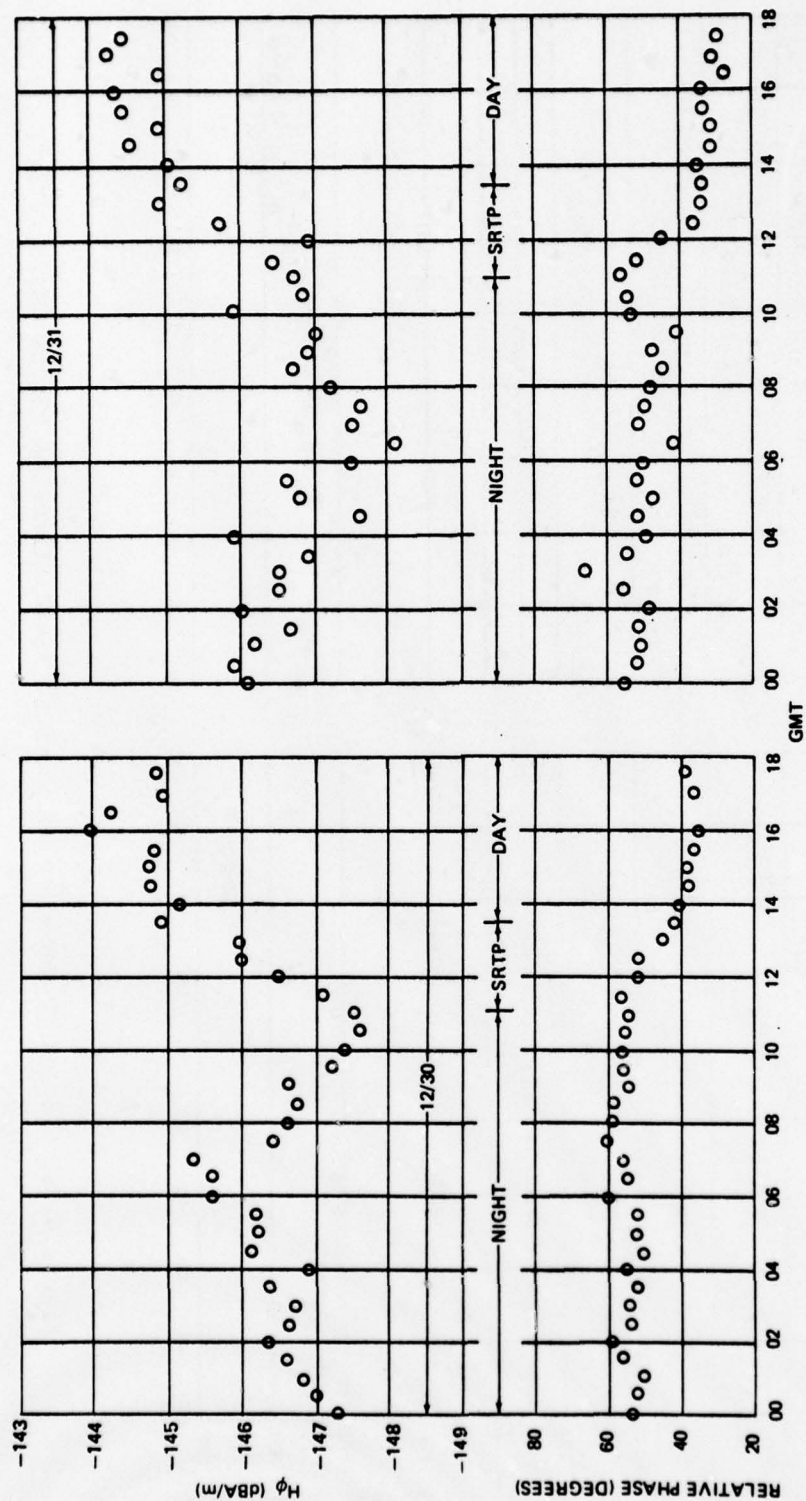 12/30
12/31
Hφ (dBA/m)
−143
−144
−145
−146
−147
−148
−149
NIGHT
SRTP
DAY
NIGHT
SRTP
DAY
RELATIVE PHASE (DEGREES)
80
60
40
20
00 02 04 06 08 10 12 14 16 18
00 02 04 06 08 10 12 14 16 18
GMT